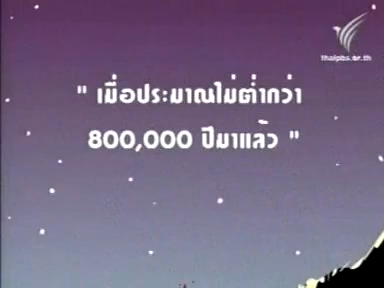 thaipbs.or.th
" เมื่อประมาณไม่ต่ำกว่า
800,000 ปีมาแล้ว "